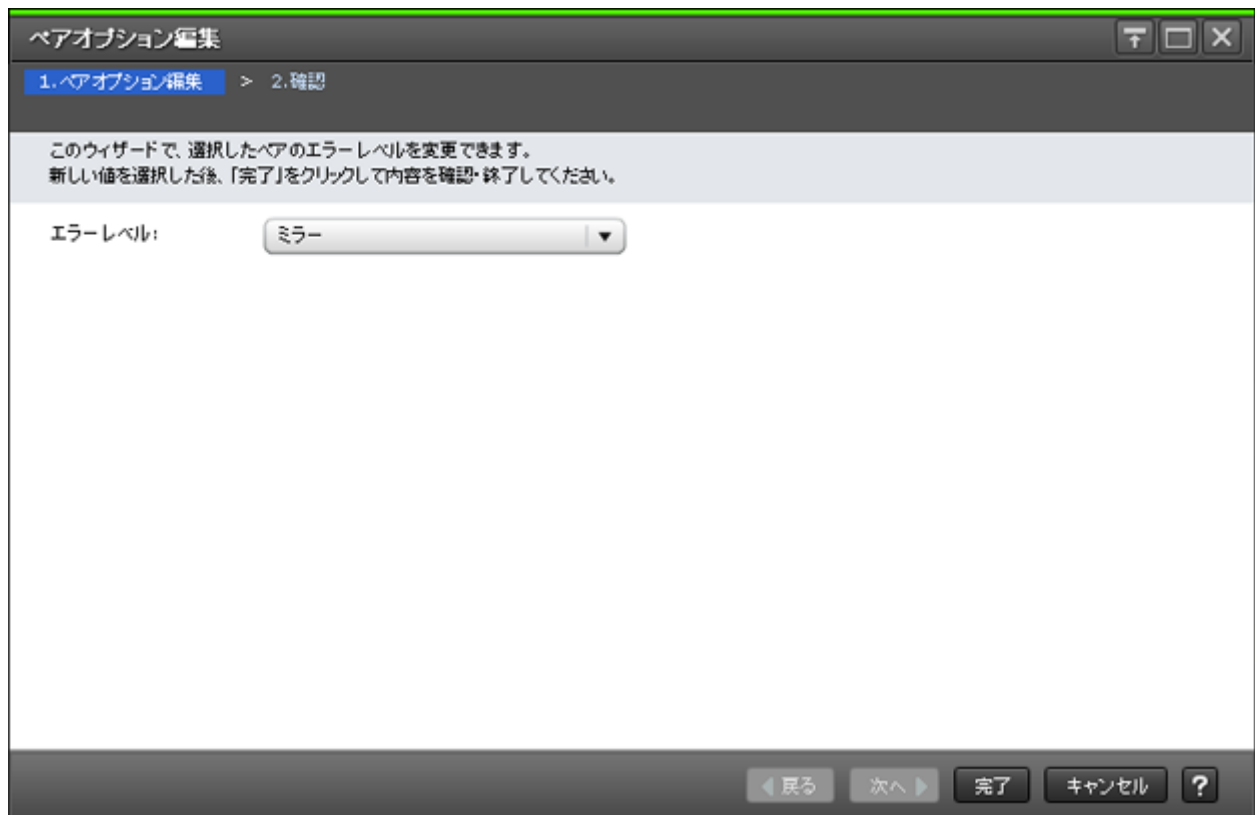 ペアオプション編集
1.ペアオプション編集 > 2.確認
このウィザードで、選択したペアのエラーレベルを変更できます。
新しい値を選択した後、「完了」をクリックして内容を確認・終了してください。
エラーレベル: ミラー
戻る 次へ 完了 キャンセル ?